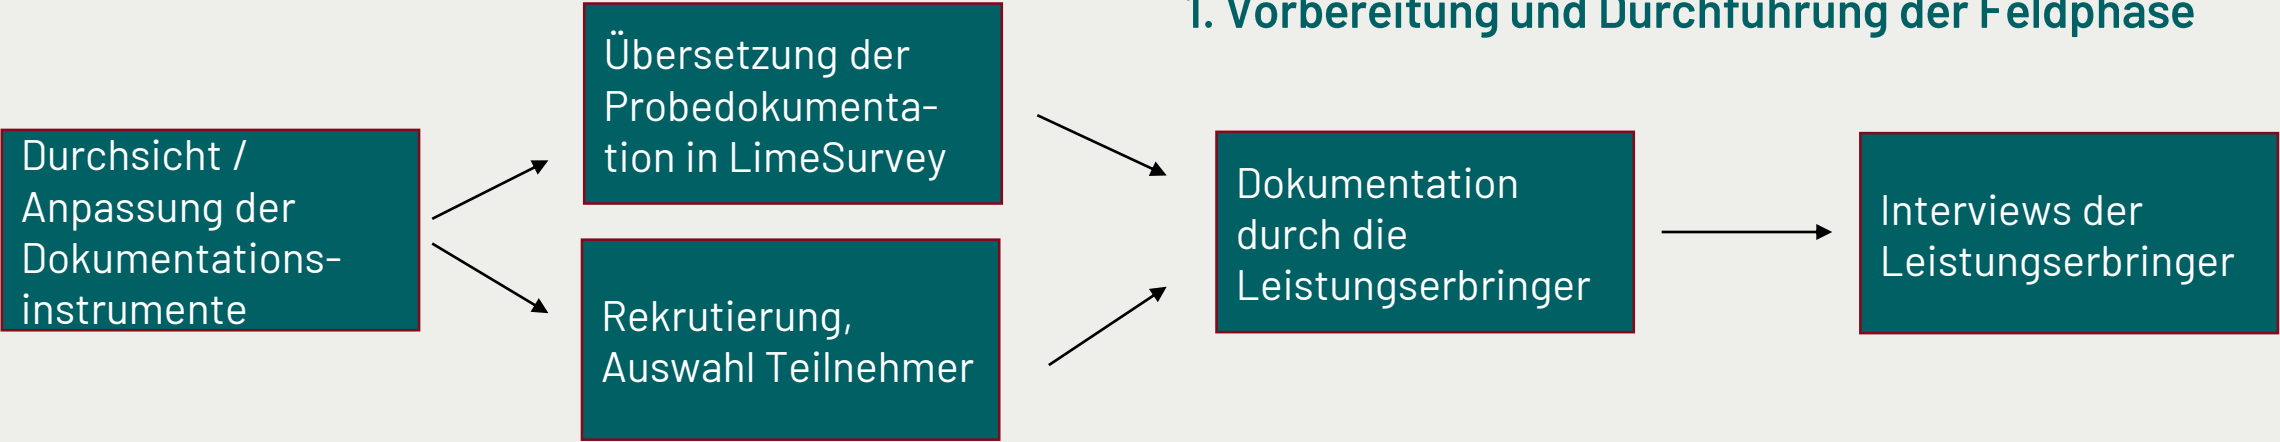 1. Vorbereitung und Durchführung der Feldphase
Durchsicht /
Anpassung der
Dokumentations-
instrumente
Übersetzung der
Probedokumenta-
tion in LimeSurvey
Rekrutierung,
Auswahl Teilnehmer
Dokumentation
durch die
Leistungserbringer
Interviews der
Leistungserbringer